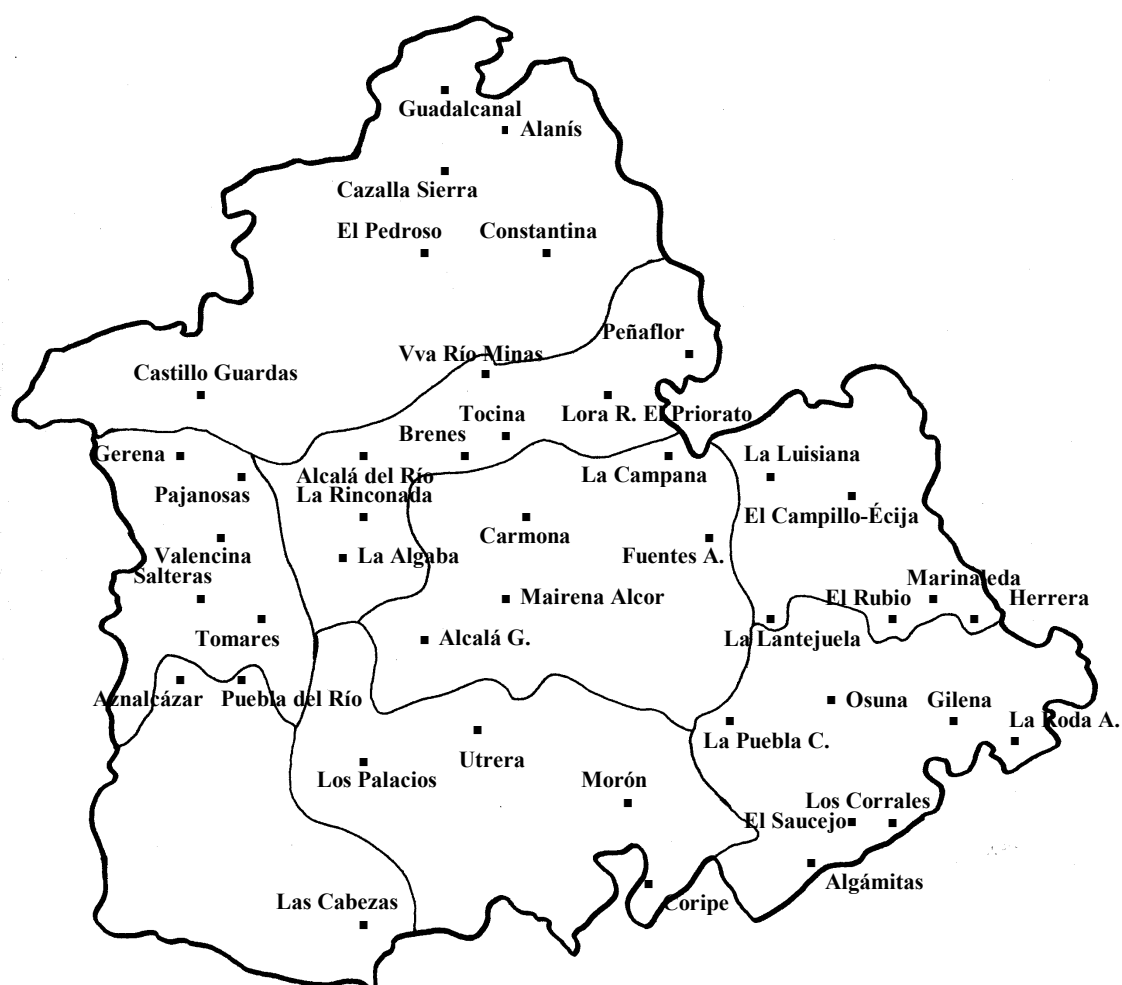 Guadalcanal
Alanís
Cazalla Sierra
El Pedroso
Constantina
Peñaflor
Vva Río Minas
Castillo Guardas
Tocina
Lora R. El Priorato
Brenes
Gerena
La Luisiana
Alcalá del Río
La Campana
Pajanosas
La Rinconada
El Campillo-Écija
Carmona
Valencina
La Algaba
Fuentes A.
Salteras
Marinaleda
Mairena Alcor
El Rubio
Herrera
Tomares
Alcalá G.
La Lantejuela
Aznalcázar
Puebla del Río
Osuna
Gilena
La Roda A.
La Puebla C.
Utrera
Los Palacios
Morón
Los Corrales
El Saucejo
Algámitas
Las Cabezas
Coripe